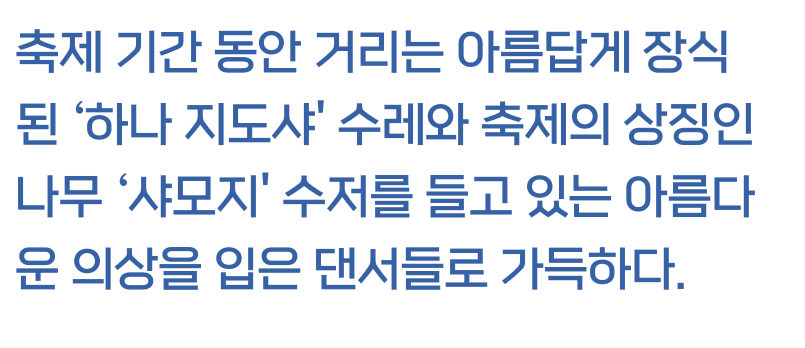 축제 기간 동안 거리는 아름답게 장식
된 ‘하나 지도샤' 수레와 축제의 상징인
나무 ‘샤모지' 수저를 들고 있는 아름다
운 의상을 입은 댄서들로 가득하다.